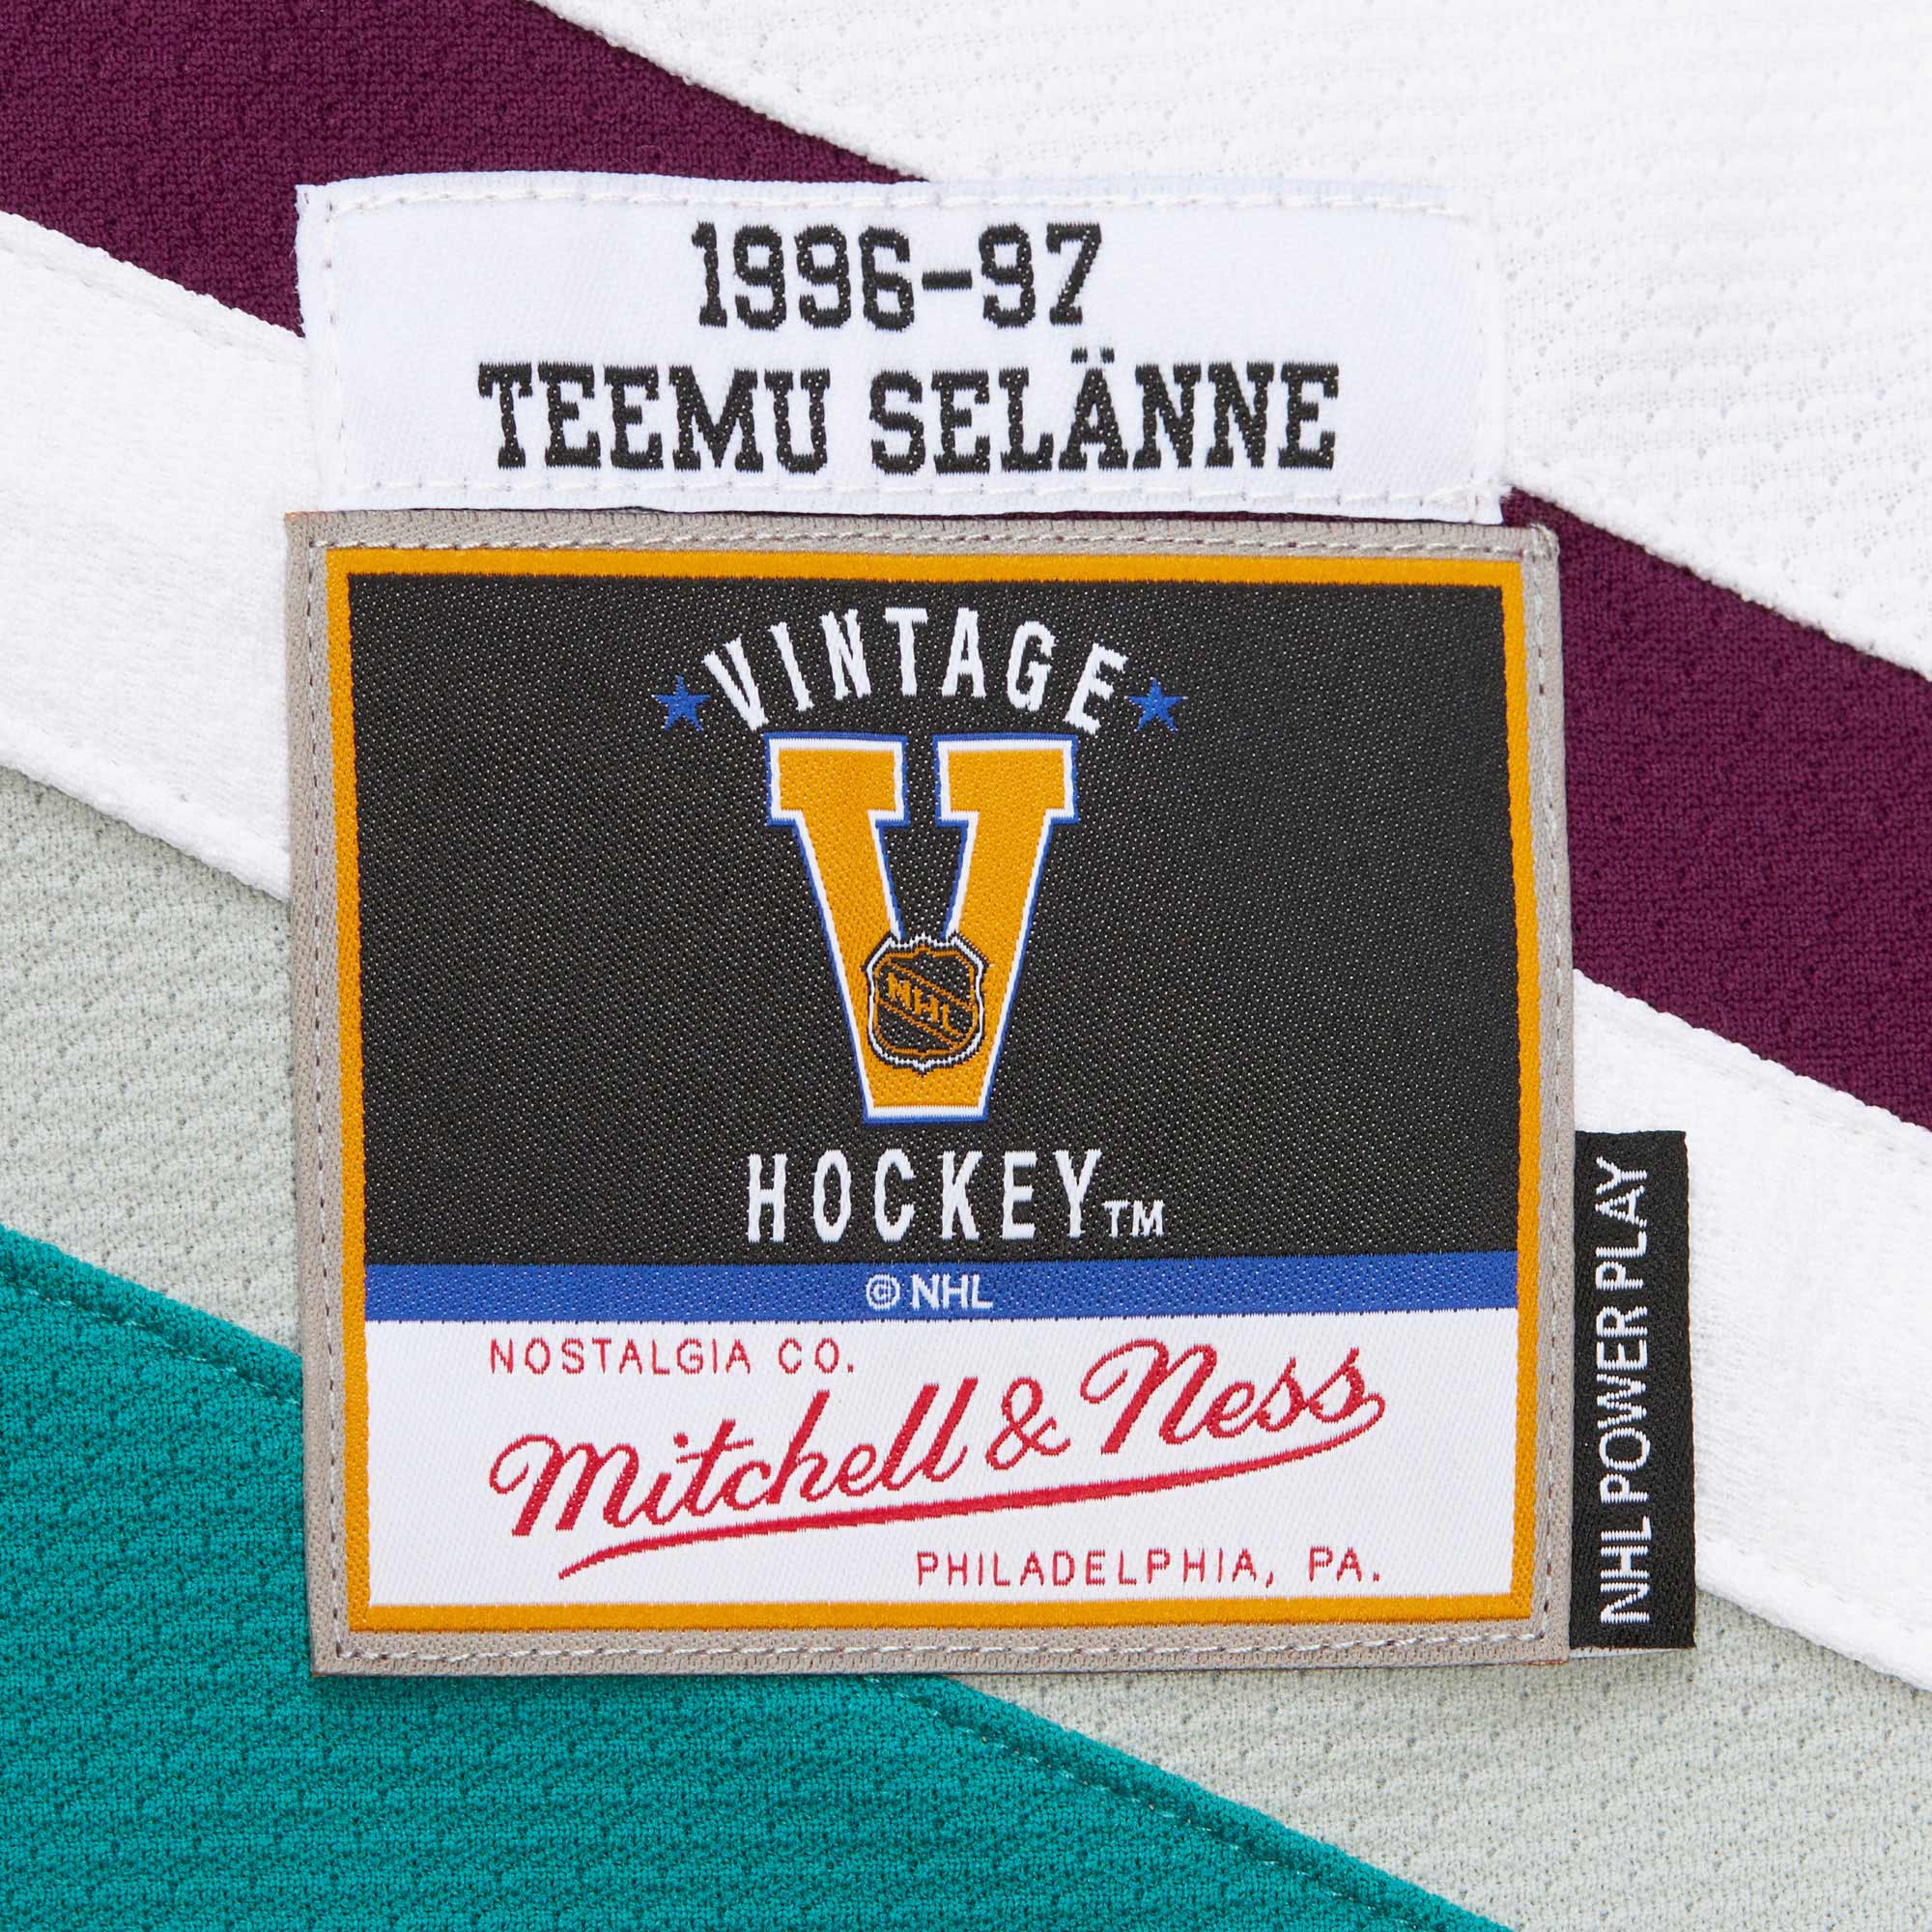 1996-97
TEEMU SELÄNNE
VINTAGE
V
NHL
HOCKEY™
© NHL
NOSTALGIA CO.
Mitchell & Ness
PHILADELPHIA, PA.
NHL POWER PLAY